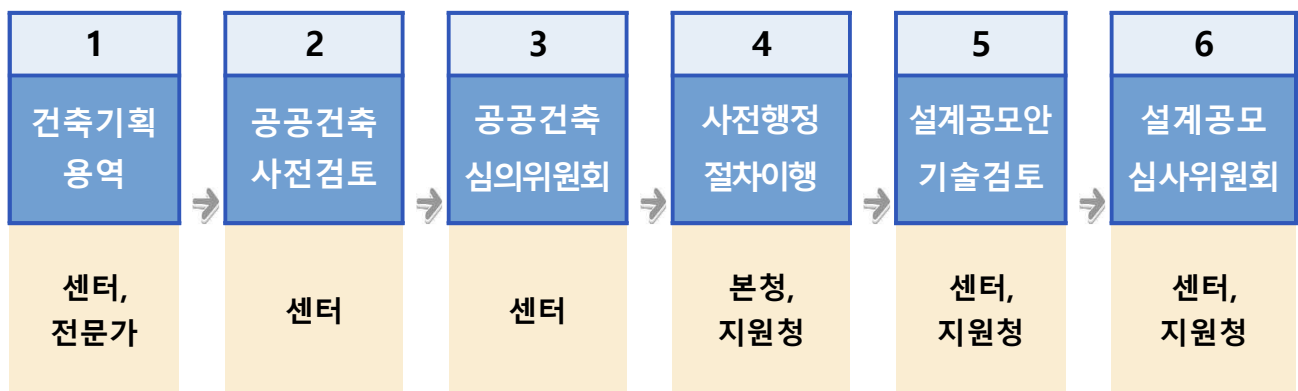 1
건축기획
용역
센터,
전문가
2
공공건축
사전검토
센터
3
공공건축
심의위원회
센터
4
사전행정
절차이행
본청,
지원청
5
설계공모안
기술검토
센터,
지원청
6
설계공모
심사위원회
센터,
지원청